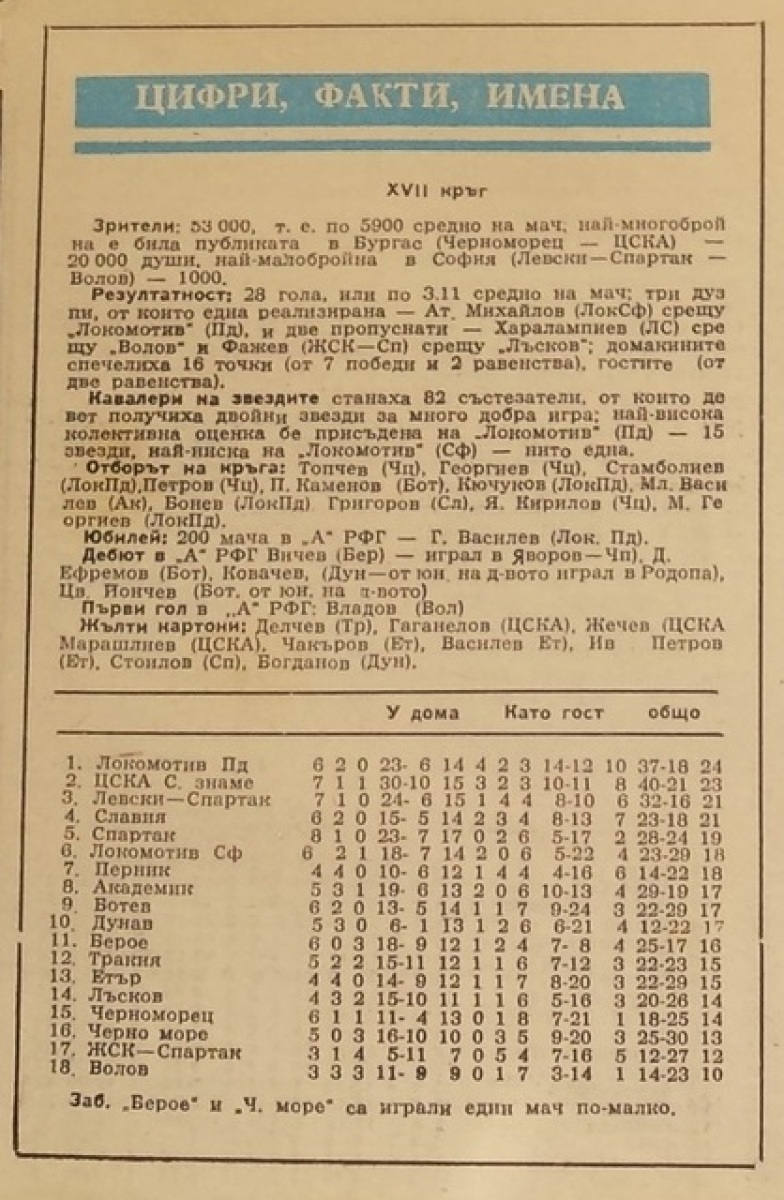 ЦИФРИ, ФАКТИ, ИМЕНА
XVII кръг
Зрители: 53 000, т. е. по 5900 средно на мач, най-многоброй
на е била публиката в Бургас (Черноморец — ЦСКА) —
20 000 души, най-малобройна в София (Левски—Спартак —
Волов) — 1000.
Резултатност: 28 гола, или по 3.11 средно на мач; три дуз
пи, от които една реализирана — Ат. Михайлов (ЛокСф) срещу
„Локомотив“ (Пд), и две пропуснати — Харалампиев (ЛС) сре
щу „Волов“ и Фажев (ЖСК—Сп) срещу „Лъсков“; домакините
спечелиха 16 точки (от 7 победи и 2 равенства), гостите (от
две равенства).
Кавалери на звездите станаха 82 състезатели, от които де
вет получиха двойни звезди за много добра игра; най-висока
колективна оценка бе присъдена на „Локомотив“ (Пд) — 15
звезди, най-ниска на „Локомотив“ (Сф) — нито една.
Отборът на кръга: Топчев (Чц), Георгиев (Чц), Стамболиев
(ЛокПд),Петров (Чц), П. Каменов (Бот), Кючуков (ЛокПд), Мл. Васи
лев (Ак), Бонев (ЛокПд) Григоров (Сл), Я. Кирилов (Чц), М. Ге
оргиев (ЛокПд).
Юбилей: 200 мача в „А“ РФГ — Г. Василев (Лок. Пд).
Дебют в „А“ РФГ Вичев (Бер) — играл в Яворов—Чп), Д.
Ефремов (Бот), Ковачев, (Дун—от юн. на д-вото играл в Родопа),
Цв. Йончев (Бот. от юн. на д-вото)
Първи гол в „А“ РФГ: Владов (Вол)
Жълти картони: Делчев (Тр), Гаганелов (ЦСКА), Жечев (ЦСКА
Марашлиев (ЦСКА), Чакъров (Ет), Василев Ет), Ив Петров
(Ет), Стоилов (Сп), Богданов (Дун).
У дома Като гост общо
1. Локомотив Пд 6 2 0 23- 6 14 4 2 3 14-12 10 37-18 24
2. ЦСКА С. знаме 7 1 1 30-10 15 3 2 3 10-11 8 40-21 23
3. Левски—Спартак 7 1 0 24- 6 15 1 4 4 8-10 6 32-16 21
4. Славия 6 2 0 15- 5 14 2 3 4 8-13 7 23-18 21
5. Спартак 8 1 0 23- 7 17 0 2 6 5-17 2 28-24 19
6. Локомотив Сф 6 2 1 18- 7 14 2 0 6 5-22 4 23-29 18
7. Перник 4 4 0 10- 6 12 1 4 4 4-16 6 14-22 18
8. Академик 5 3 1 19- 6 13 2 0 6 10-13 4 29-19 17
9. Ботев 6 2 0 13- 5 14 1 1 7 9-24 3 22-29 17
10. Дунав 5 3 0 6- 1 13 1 2 6 6-21 4 12-22 17
11. Берое 6 0 3 18- 9 12 1 2 4 7- 8 4 25-17 16
12. Тракия 5 2 2 15-11 12 1 1 6 7-12 3 22-23 15
13. Етър 4 4 0 14- 9 12 1 1 7 8-20 3 22-29 15
14. Лъсков 4 3 2 15-10 11 1 1 6 5-16 3 20-26 14
15. Черноморец 6 1 1 11- 4 13 0 1 8 7-21 1 18-25 14
16. Черно море 5 0 3 16-10 10 0 3 5 9-20 3 25-30 13
17. ЖСК—Спартак 3 1 4 5-11 7 0 5 4 7-16 5 12-27 12
18. Волов 3 3 3 11- 9 9 0 1 7 3-14 1 14-23 10
Заб. „Берое“ и „Ч. море“ са играли един мач по-малко.